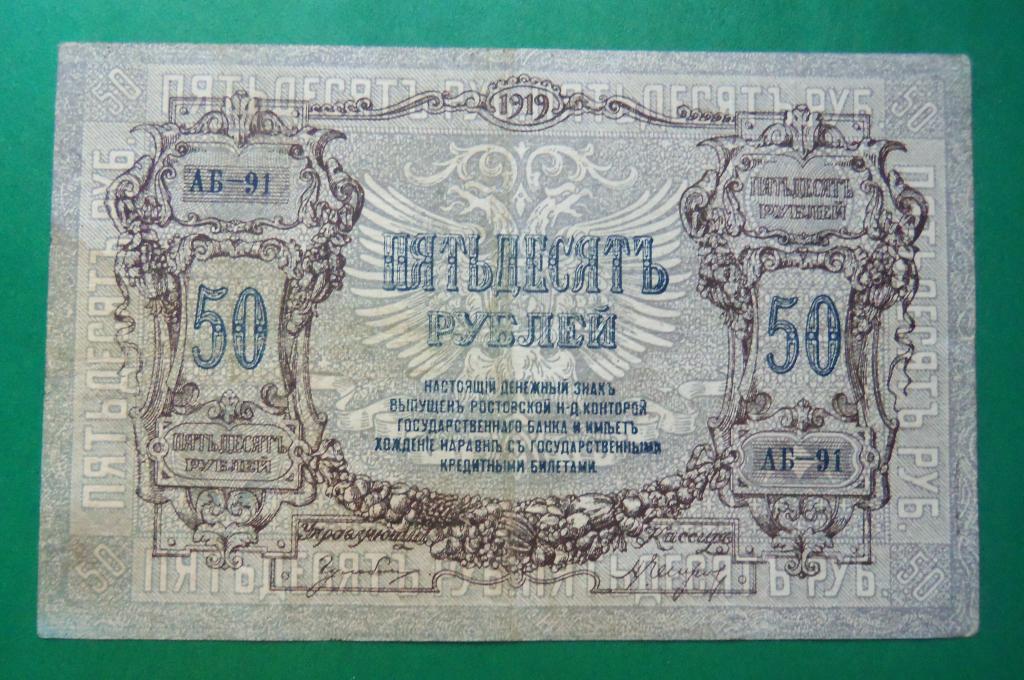 50
ПЯТЬДЕСЯТЪ РУБ.
50
1919
АБ-91
ПЯТЬДЕСЯТЪ
РУБЛЕЙ
ПЯТЬДЕСЯТЪ РУБ.
ПЯТЬДЕСЯТЪ РУБ.
ПЯТЬДЕСЯТЪ
РУБЛЕЙ
50
50
НАСТОЯЩІЙ ДЕНЕЖНЫЙ ЗНАКЪ
ВЫПУЩЕНЪ РОСТОВСКОЙ Н-Д. КОНТОРОЙ
ГОСУДАРСТВЕННАГО БАНКА И ИМѢЕТЪ
ХОЖДЕНІЕ НАРАВНѢ СЪ ГОСУДАРСТВЕННЫМИ
КРЕДИТНЫМИ БИЛЕТАМИ.
ПЯТЬДЕСЯТЪ
РУБЛЕЙ
АБ-91
Управляющій
Кассиръ
50
50